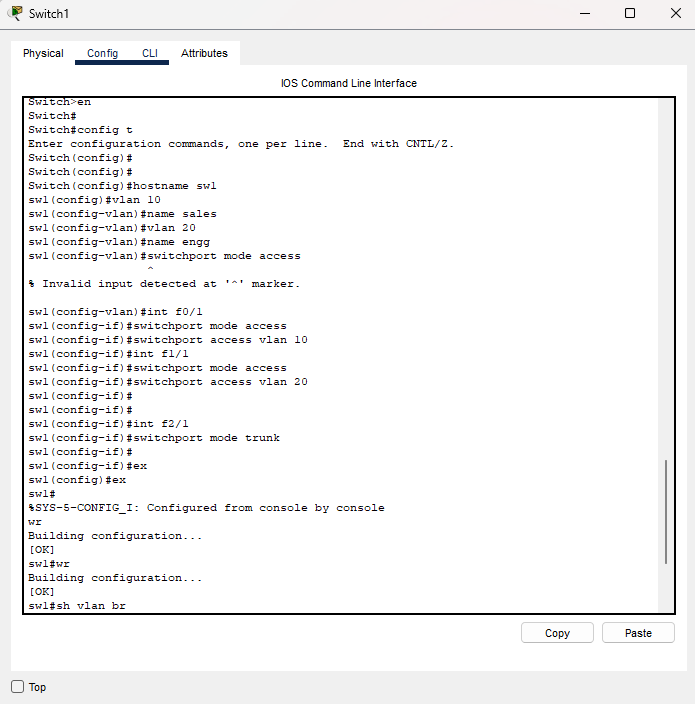 Switch1
Physical Config CLI Attributes
IOS Command Line Interface
Switch>en
Switch#
Switch#config t
Enter configuration commands, one per line.  End with CNTL/Z.
Switch(config)#
Switch(config)#
Switch(config)#hostname sw1
sw1(config)#vlan 10
sw1(config-vlan)#name sales
sw1(config-vlan)#vlan 20
sw1(config-vlan)#name engg
sw1(config-vlan)#switchport mode access
^
% Invalid input detected at '^' marker.
sw1(config-vlan)#int f0/1
sw1(config-if)#switchport mode access
sw1(config-if)#switchport access vlan 10
sw1(config-if)#int f1/1
sw1(config-if)#switchport mode access
sw1(config-if)#switchport access vlan 20
sw1(config-if)#
sw1(config-if)#
sw1(config-if)#int f2/1
sw1(config-if)#switchport mode trunk
sw1(config-if)#
sw1(config-if)#ex
sw1(config)#ex
sw1#
%SYS-5-CONFIG_I: Configured from console by console
wr
Building configuration...
[OK]
sw1#wr
Building configuration...
[OK]
sw1#sh vlan br
Copy Paste
Top